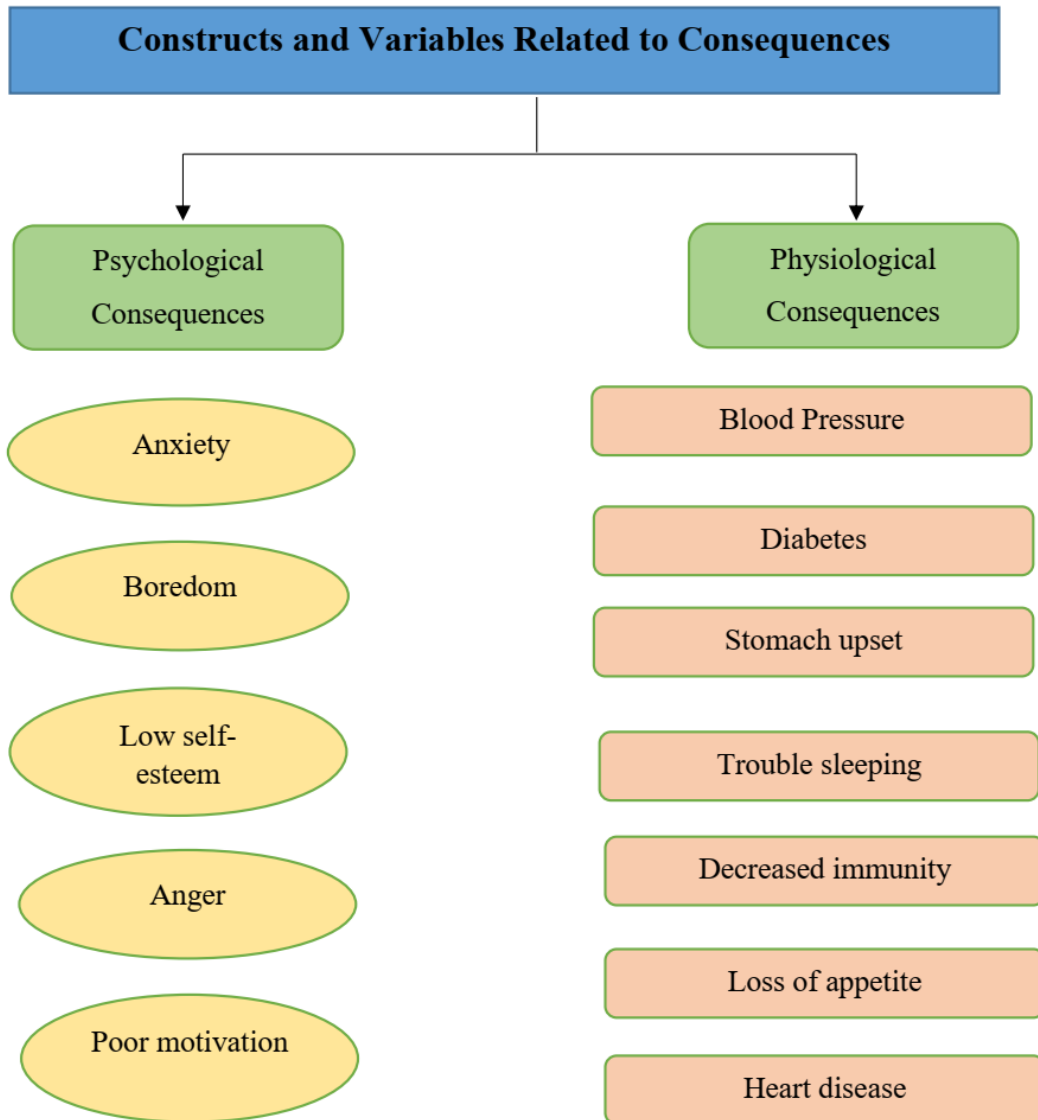 Constructs and Variables Related to Consequences
Psychological
Consequences
Physiological
Consequences
Anxiety
Boredom
Low self-
esteem
Anger
Poor motivation
Blood Pressure
Diabetes
Stomach upset
Trouble sleeping
Decreased immunity
Loss of appetite
Heart disease